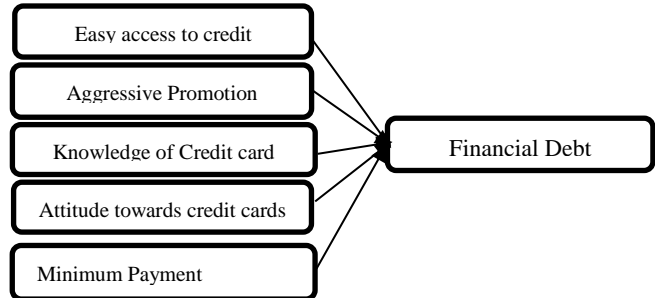 Easy access to credit
Aggressive Promotion
Knowledge of Credit card
Attitude towards credit cards
Minimum Payment
Financial Debt